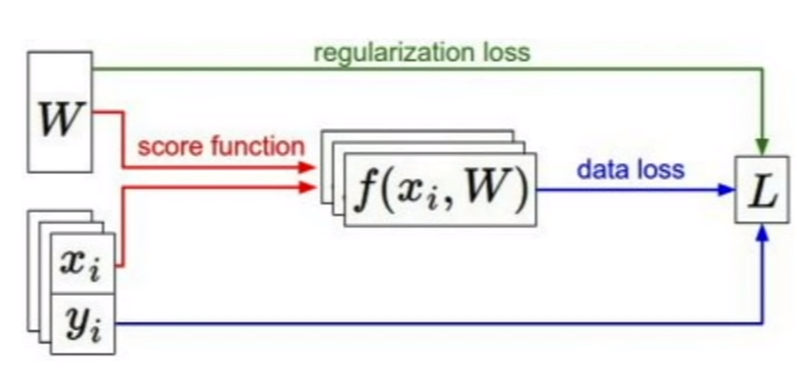 regularization loss
W
score function
f(x_i, W)
data loss
L
x_i
y_i